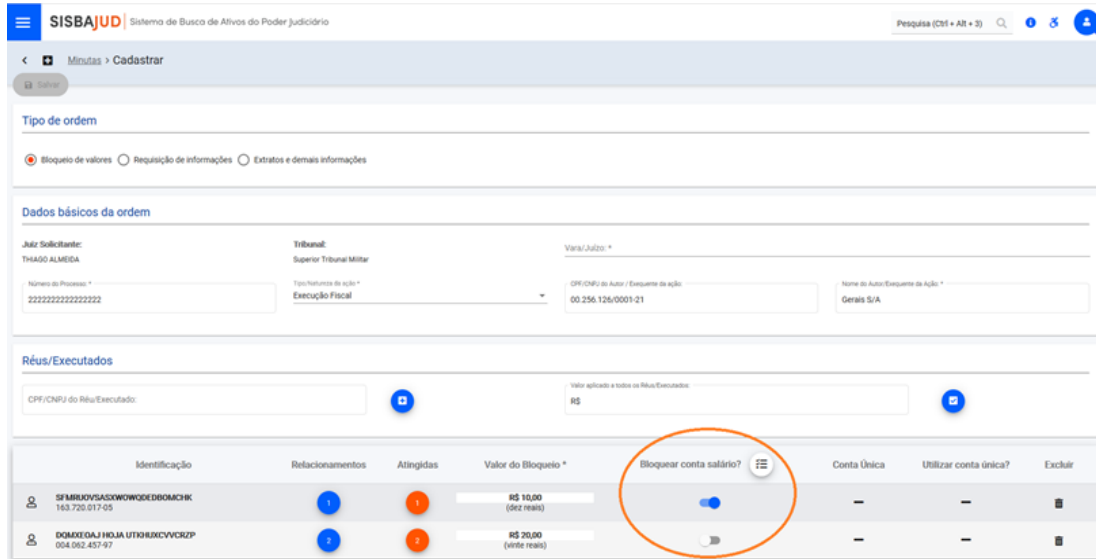 SISBAJUD Sistema de Busca de Ativos do Poder Judiciário
Pesquisa (Ctrl + Alt + 3)
Minutas > Cadastrar
Salvar
Tipo de ordem
Bloqueio de valores Requisição de informações Extratos e demais informações
Dados básicos da ordem
Juiz Solicitante: Tribunal: Vara/Juízo: *
THIAGO ALMEIDA Superior Tribunal Militar
Número do Processo: * Tipo/Natureza da ação * CPF/CNPJ do Autor / Exequente da ação: Nome do Autor/Exequente da Ação: *
2222222222222222 Execução Fiscal 00.256.126/0001-21 Gerais S/A
Réus/Executados
Valor aplicado a todos os Réus/Executados:
CPF/CNPJ do Réu/Executado: R$
Identificação Relacionamentos Atingidas Valor do Bloqueio * Bloquear conta salário? Conta Única Utilizar conta única? Excluir
SFMRUOVSASXWOWQDEDBOMCHK 1 1 R$ 10,00
163.720.017-05 (dez reais)
DQMXEOAJ HOJA UTKHUXCVVCRZP 2 2 R$ 20,00
004.062.457-97 (vinte reais)